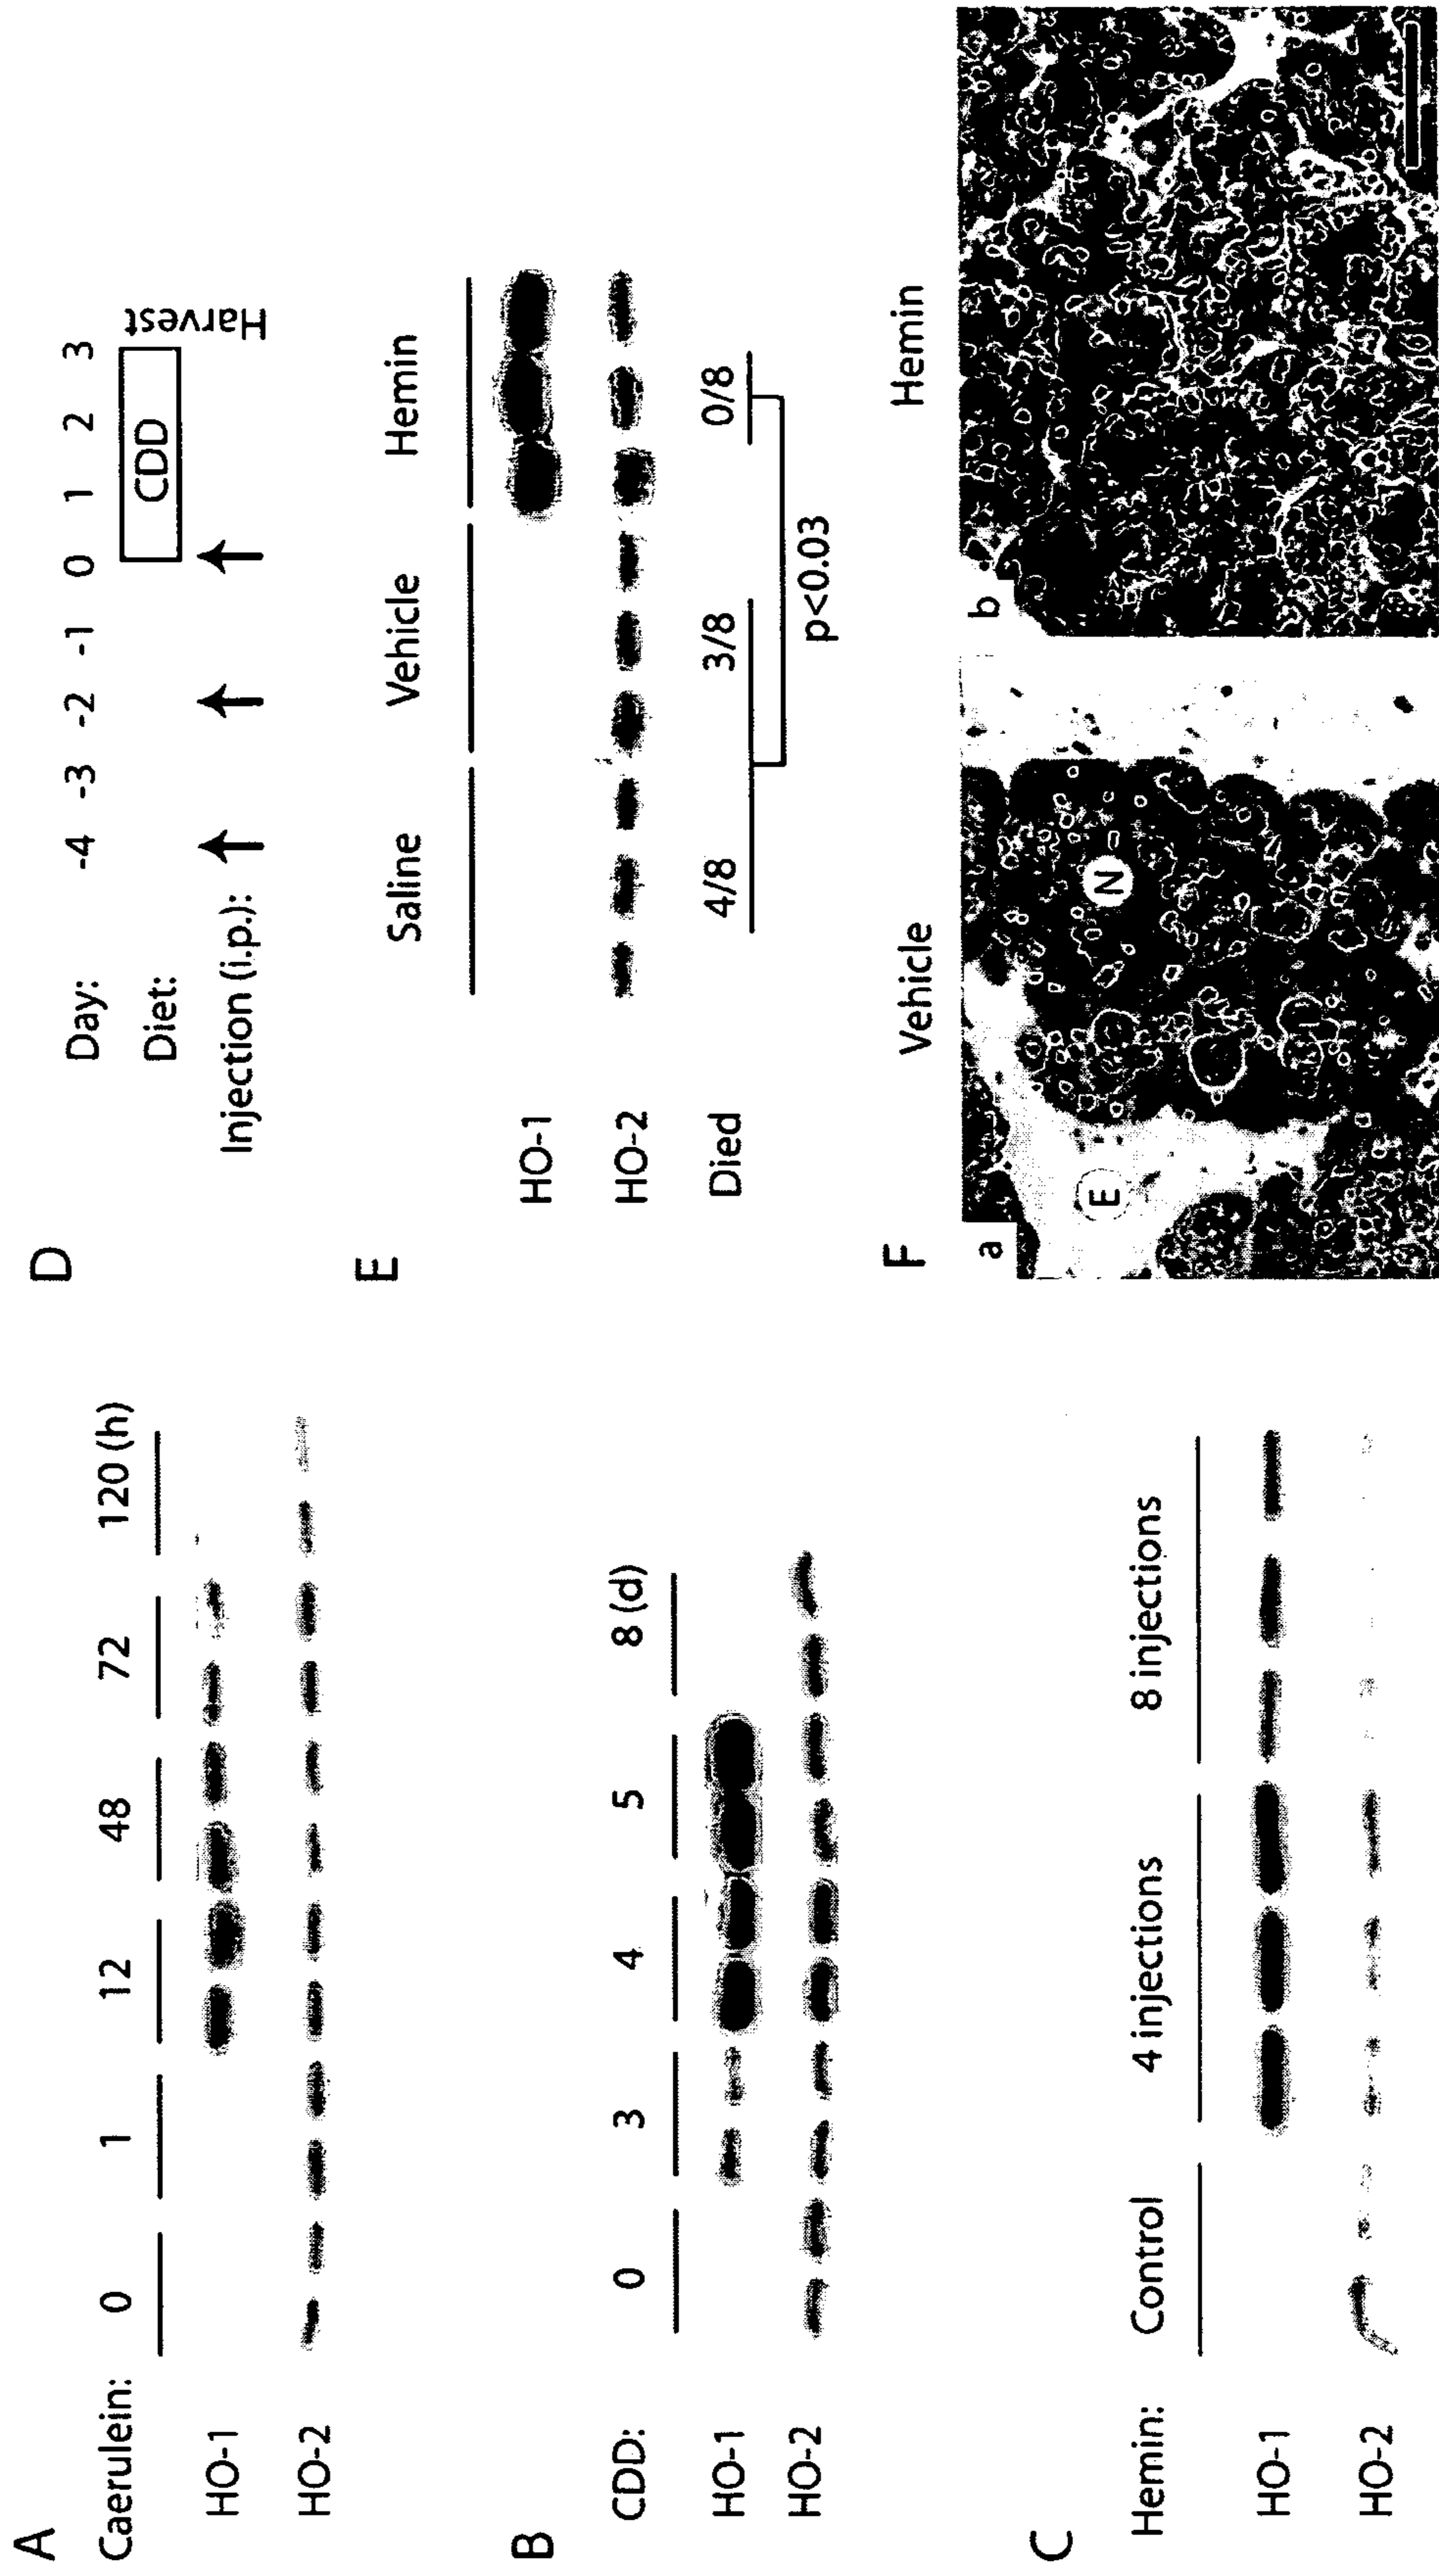 A
Caerulein: 0 1 12 48 72 120 (h)
HO-1
HO-2
B
CDD: 0 3 4 5 8 (d)
HO-1
HO-2
C
Hemin: Control 4 injections 8 injections
HO-1
HO-2
D
Day: -4 -3 -2 -1 0 1 2 3
Diet: CDD
Harvest
Injection (i.p.):
E
Saline Vehicle Hemin
HO-1
HO-2
Died 4/8 3/8 0/8
p<0.03
F
Vehicle Hemin
a b
E N